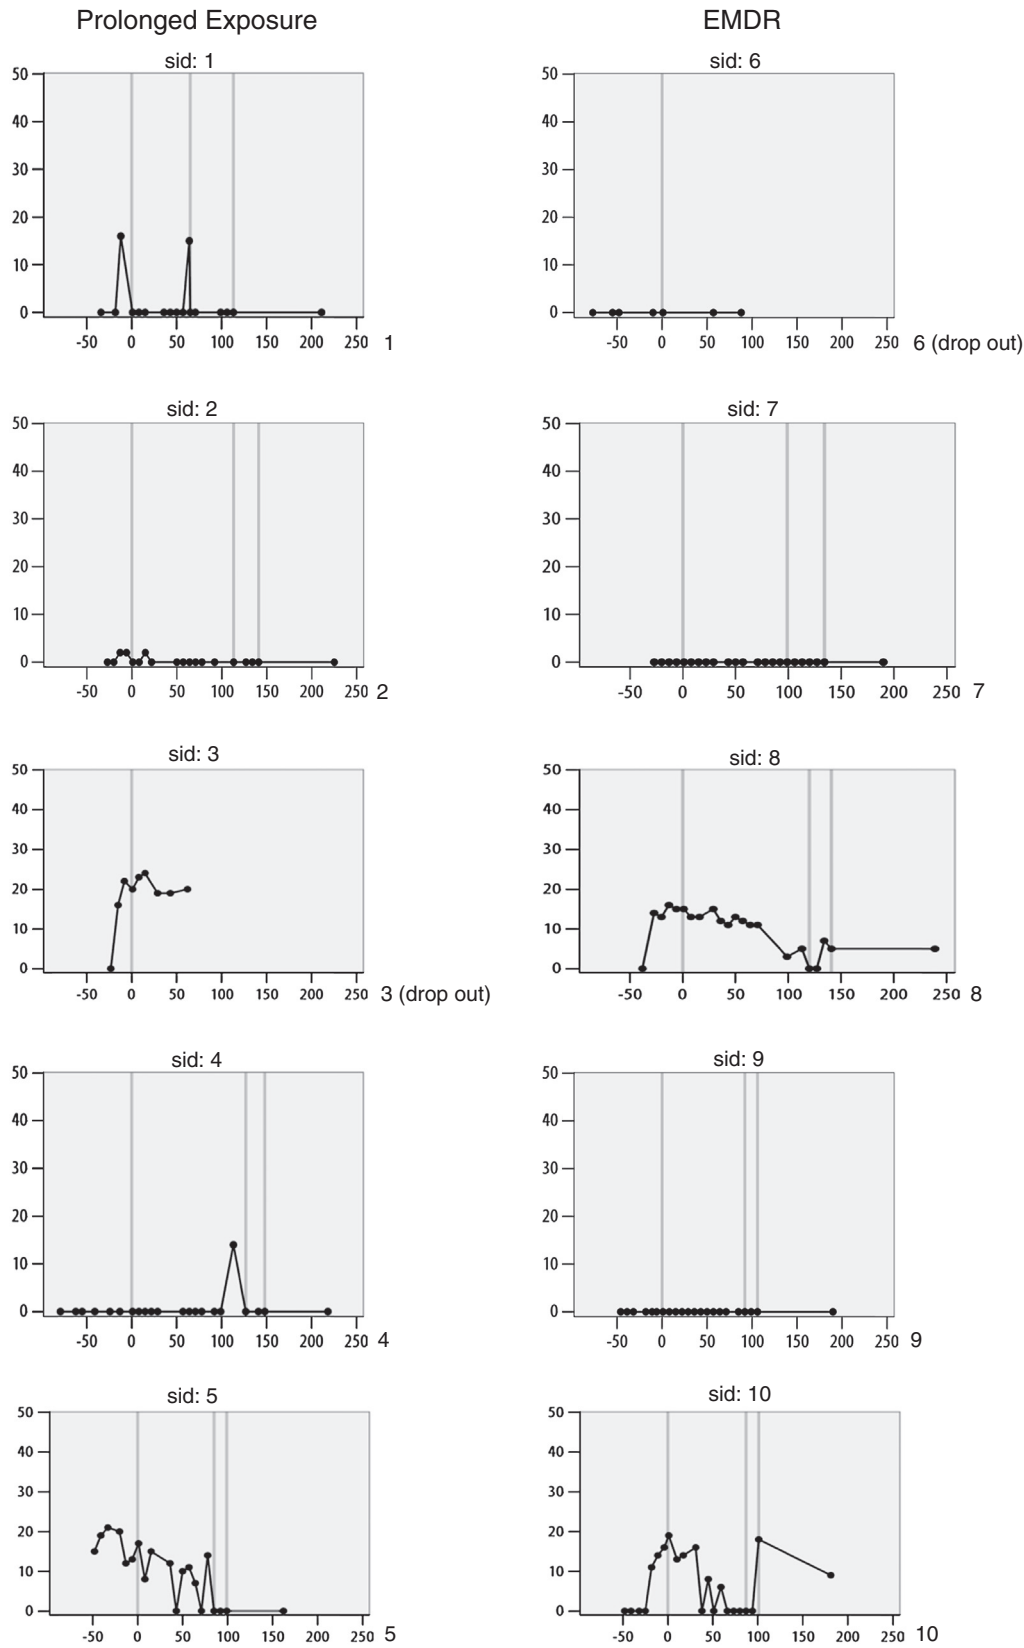 Prolonged Exposure
EMDR
sid: 1
50
40
30
20
10
0
-50 0 50 100 150 200 250 1
sid: 6
50
40
30
20
10
0
-50 0 50 100 150 200 250 6 (drop out)
sid: 2
50
40
30
20
10
0
-50 0 50 100 150 200 250 2
sid: 7
50
40
30
20
10
0
-50 0 50 100 150 200 250 7
sid: 3
50
40
30
20
10
0
-50 0 50 100 150 200 250 3 (drop out)
sid: 8
50
40
30
20
10
0
-50 0 50 100 150 200 250 8
sid: 4
50
40
30
20
10
0
-50 0 50 100 150 200 250 4
sid: 9
50
40
30
20
10
0
-50 0 50 100 150 200 250 9
sid: 5
50
40
30
20
10
0
-50 0 50 100 150 200 250 5
sid: 10
50
40
30
20
10
0
-50 0 50 100 150 200 250 10